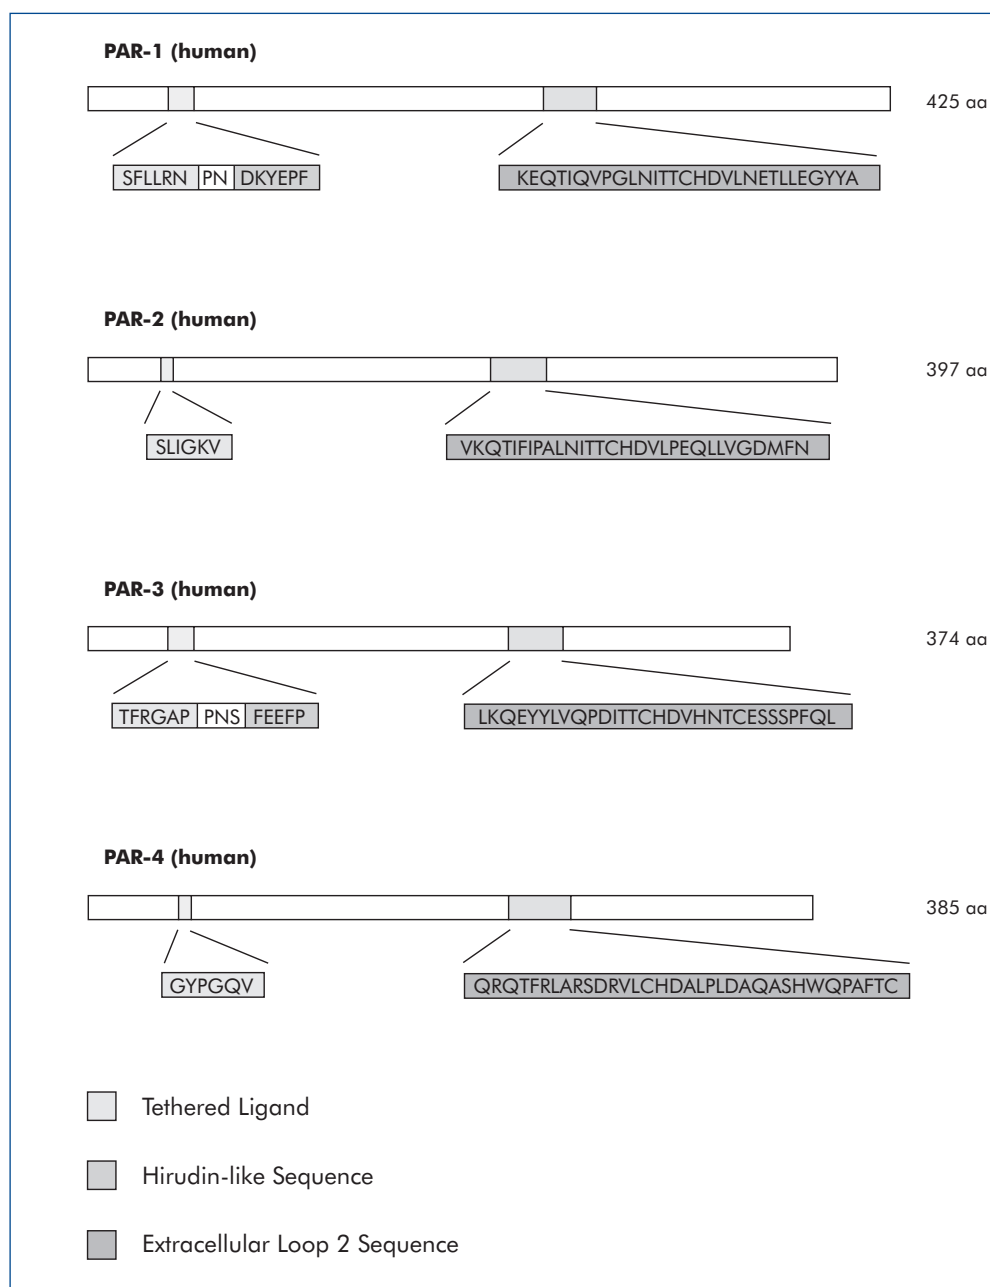 PAR-1 (human)
425 aa
SFLLRN PN DKYEPF KEQTIQVPGLNITTCHDVLNETLLEGYYA
PAR-2 (human)
397 aa
SLIGKV VKQTIFIPALNITTCHDVLPEQLLVGDMFN
PAR-3 (human)
374 aa
TFRGAP PNS FEEFP LKQEYYLVQPDITTCHDVHNTCESSSPFQL
PAR-4 (human)
385 aa
GYPGQV QRQTFRLARSDRVLCHDALPLDAQASHWQPAFTC
Tethered Ligand
Hirudin-like Sequence
Extracellular Loop 2 Sequence